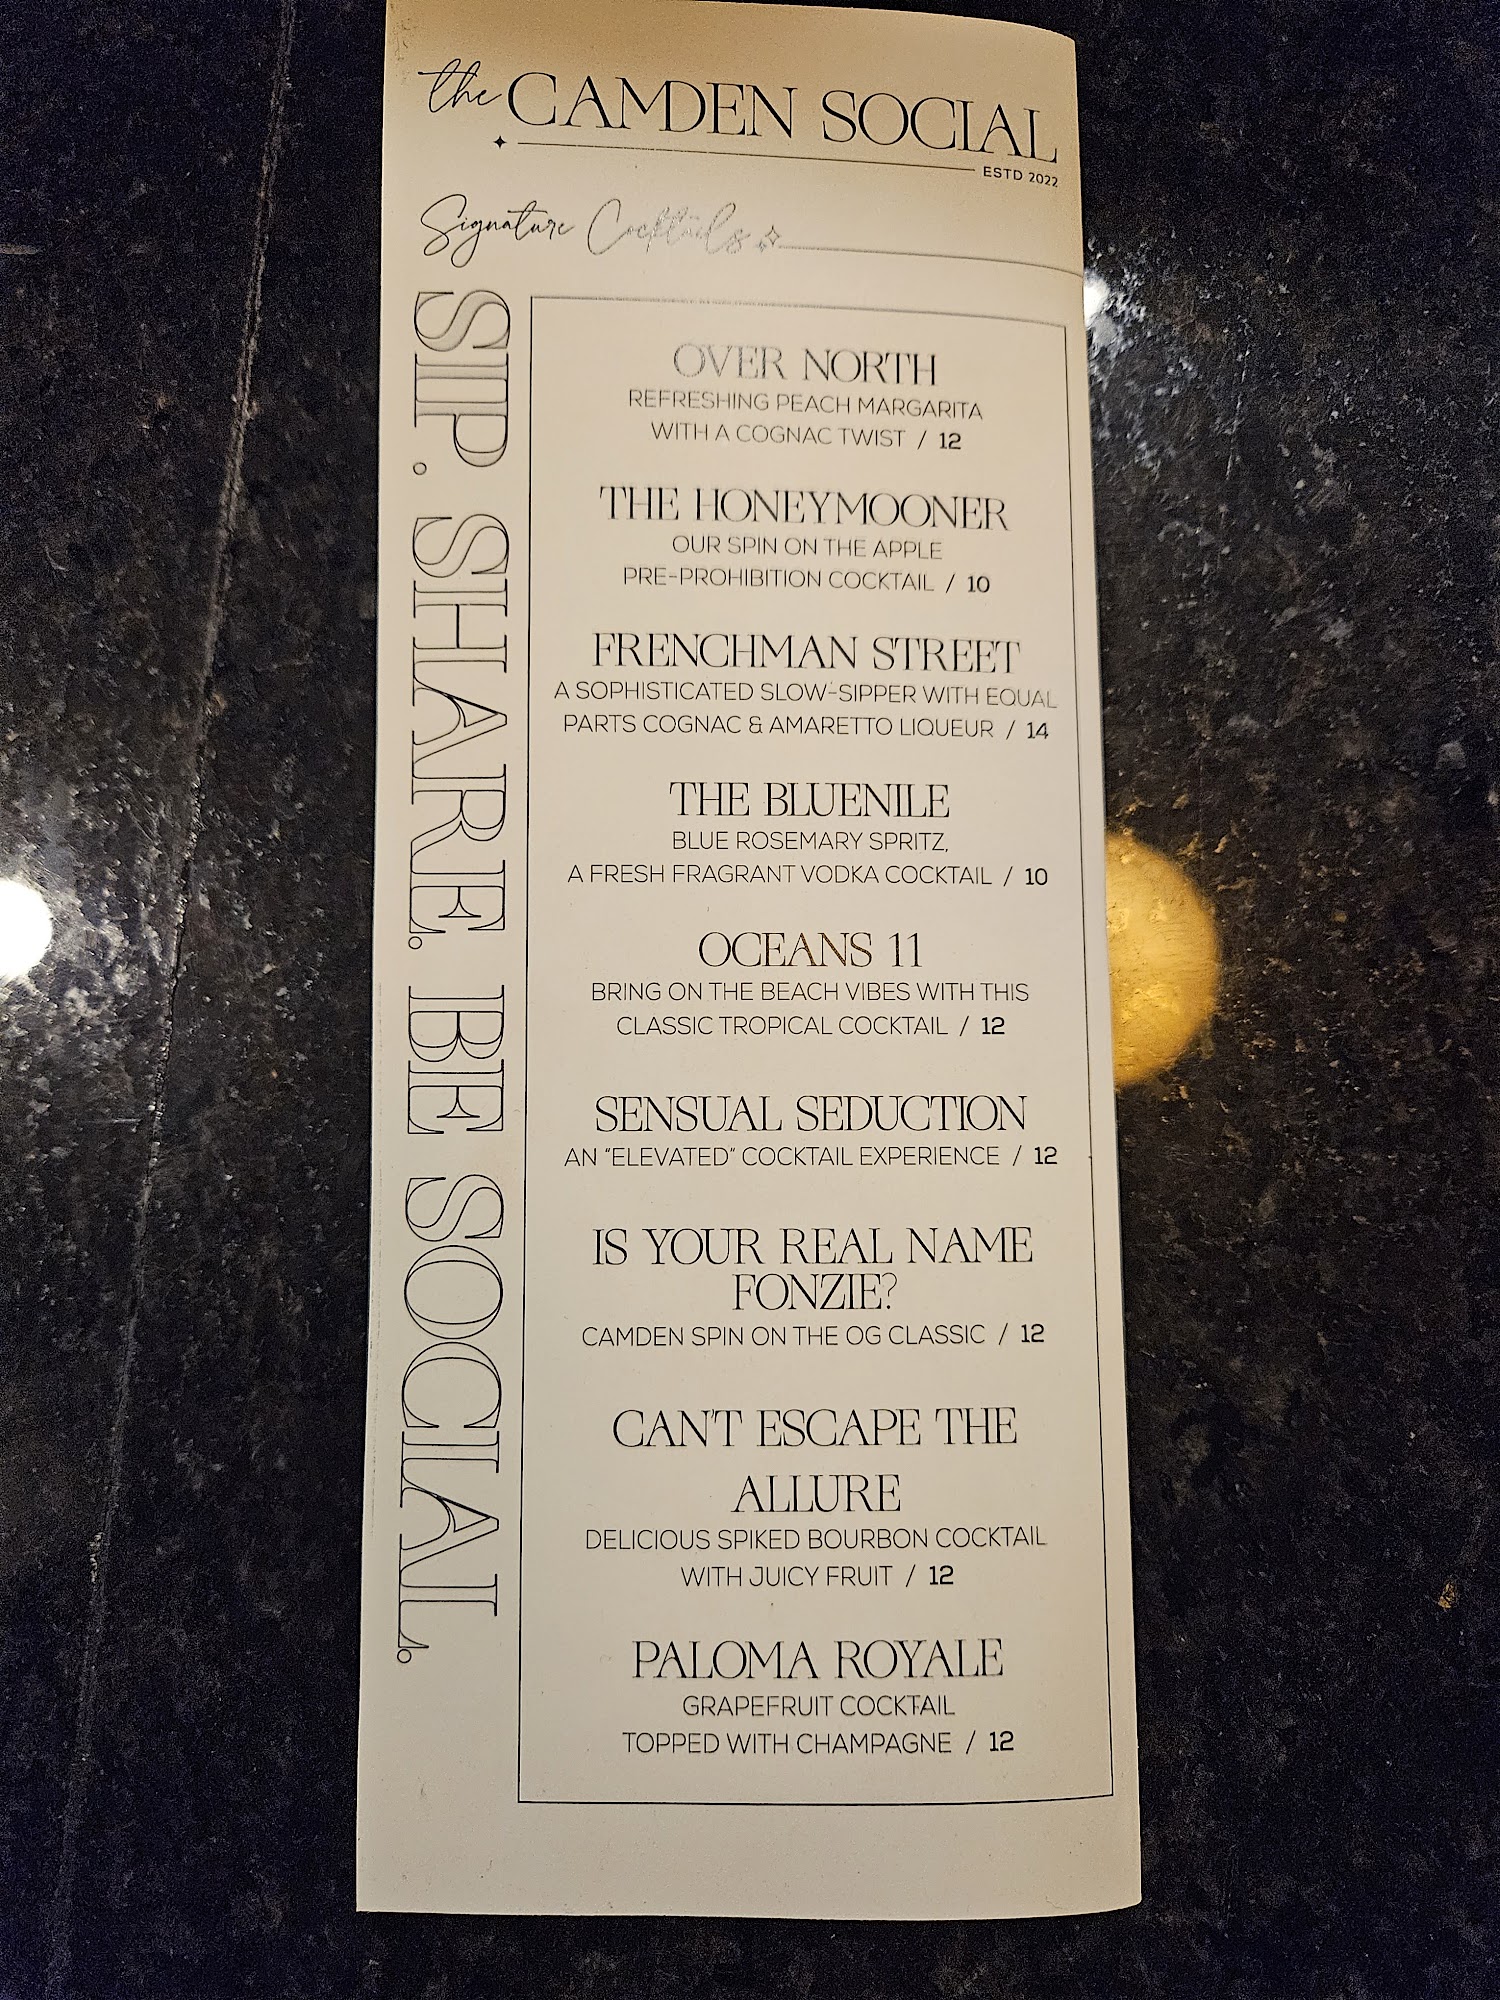 the CAMDEN SOCIAL
ESTD 2022
Signature Cocktails
SIP. SHARE. BE SOCIAL.
OVER NORTH
REFRESHING PEACH MARGARITA
WITH A COGNAC TWIST / 12
THE HONEYMOONER
OUR SPIN ON THE APPLE
PRE-PROHIBITION COCKTAIL / 10
FRENCHMAN STREET
A SOPHISTICATED SLOW-SIPPER WITH EQUAL
PARTS COGNAC & AMARETTO LIQUEUR / 14
THE BLUENILE
BLUE ROSEMARY SPRITZ,
A FRESH FRAGRANT VODKA COCKTAIL / 10
OCEANS 11
BRING ON THE BEACH VIBES WITH THIS
CLASSIC TROPICAL COCKTAIL / 12
SENSUAL SEDUCTION
AN "ELEVATED" COCKTAIL EXPERIENCE / 12
IS YOUR REAL NAME
FONZIE?
CAMDEN SPIN ON THE OG CLASSIC / 12
CAN'T ESCAPE THE
ALLURE
DELICIOUS SPIKED BOURBON COCKTAIL
WITH JUICY FRUIT / 12
PALOMA ROYALE
GRAPEFRUIT COCKTAIL
TOPPED WITH CHAMPAGNE / 12